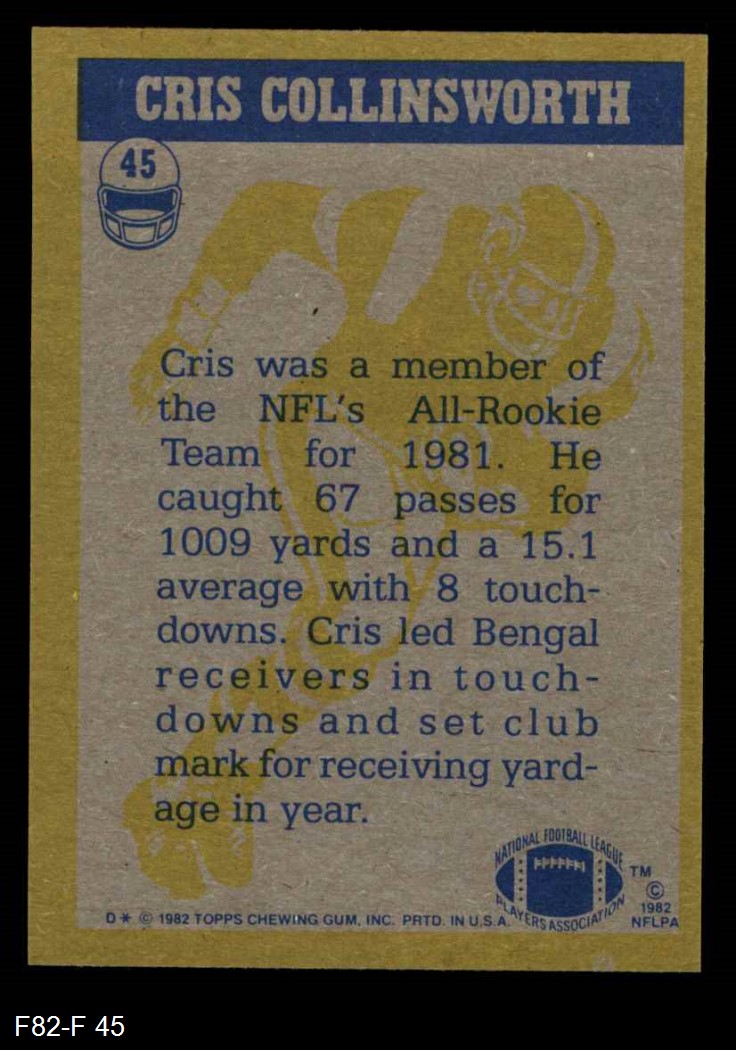 CRIS COLLINSWORTH
45
Cris was a member of
the NFL's All-Rookie
Team for 1981. He
caught 67 passes for
1009 yards and a 15.1
average with 8 touch-
downs. Cris led Bengal
receivers in touch-
downs and set club
mark for receiving yard-
age in year.
NATIONAL FOOTBALL LEAGUE
PLAYERS ASSOCIATION
TM
©
1982
NFLPA
D * © 1982 TOPPS CHEWING GUM, INC. PRTD. IN U.S.A.
F82-F 45